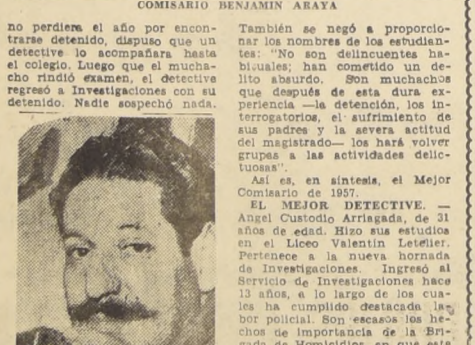 COMISARIO BENJAMIN ARAYA
no perdiera el año por encon-
trarse detenido, dispuso que un
detective lo acompañara hasta
el colegio. Luego que el mucha-
cho rindió examen, el detective
regresó a Investigaciones con su
detenido. Nadie sospechó nada.
También se negó a proporcio-
nar los nombres de los estudian-
tes: "No son delincuentes ha-
bituales; han cometido un de-
lito absurdo. Son muchachos
que después de esta dura ex-
periencia —la detención, los in-
terrogatorios, el sufrimiento de
sus padres y la severa actitud
del magistrado— los hará volver
grupas a las actividades delic-
tuosas".
Así es, en síntesis, el Mejor
Comisario de 1957.
EL MEJOR DETECTIVE. —
Angel Custodio Arriagada, de 31
años de edad. Hizo sus estudios
en el Liceo Valentín Letelier.
Pertenece a la nueva hornada
de Investigaciones. Ingresó al
Servicio de Investigaciones hace
13 años, a lo largo de los cua-
les ha cumplido destacada la-
bor policial. Son escasos los he-
chos de importancia de la Bri-
gada de Homicidios en que este